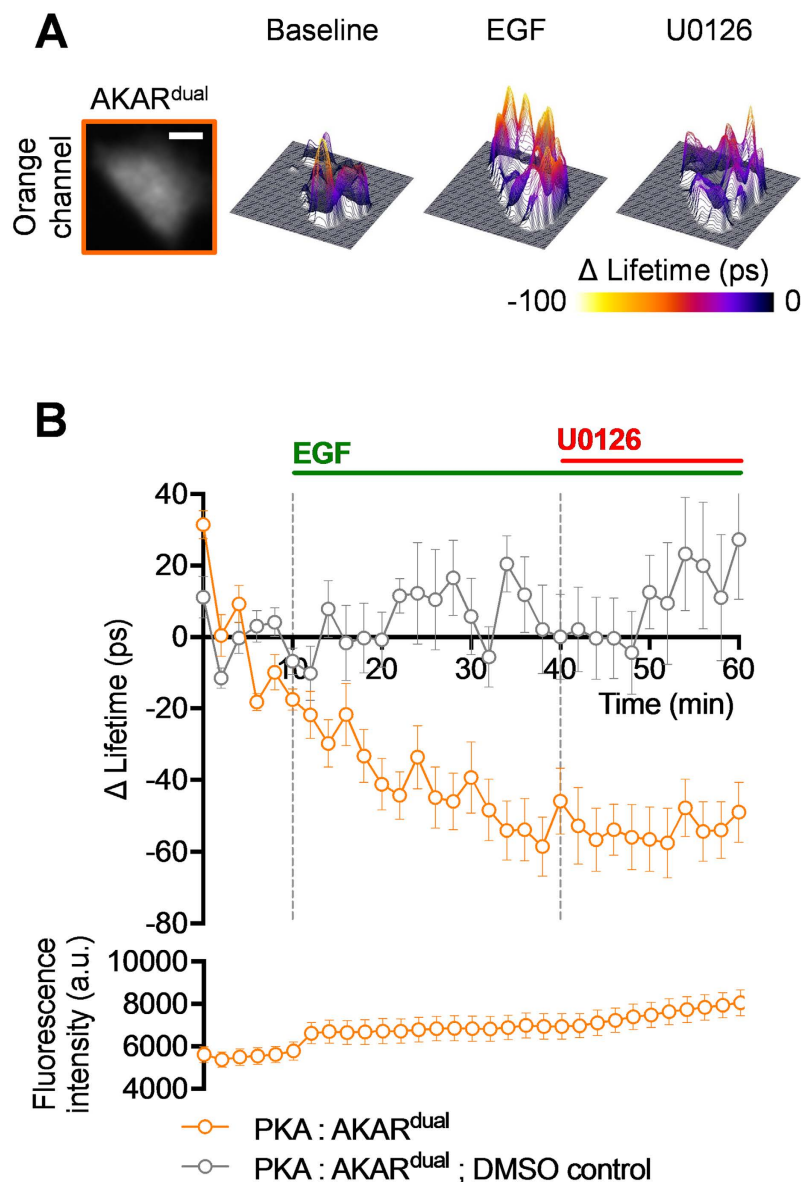 A
Baseline EGF U0126
AKARdual
Orange channel
Δ Lifetime (ps)
-100 0
B
U0126
EGF
40
20
0
-20
-40
-60
-80
Δ Lifetime (ps)
10 20 30 40 50 60
Time (min)
10000
8000
6000
4000
Fluorescence
intensity (a.u.)
PKA : AKARdual
PKA : AKARdual ; DMSO control